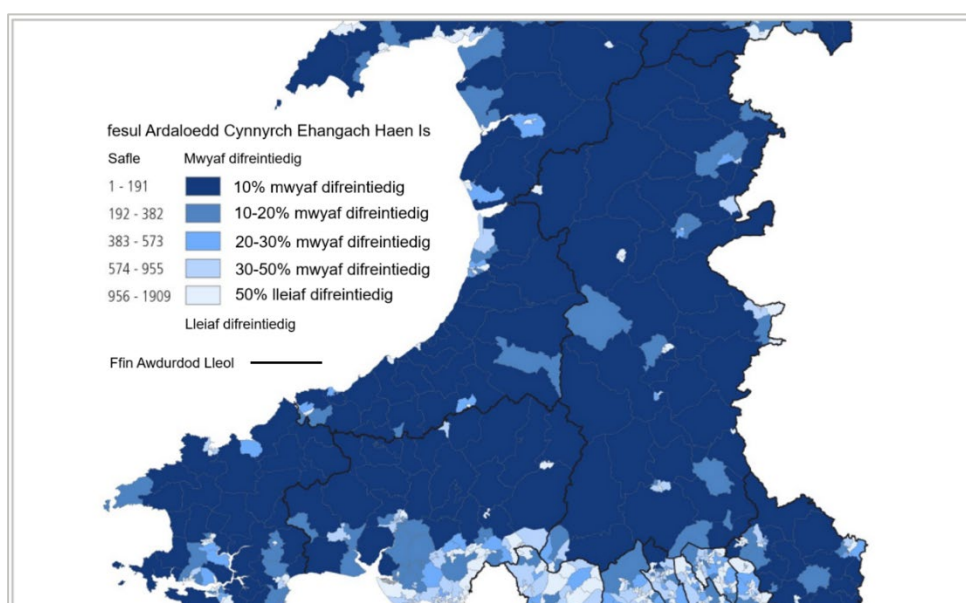 fesul Ardaloedd Cynnyrch Ehangach Haen Is
Safle Mwyaf difreintiedig
1 - 191 10% mwyaf difreintiedig
192 - 382 10-20% mwyaf difreintiedig
383 - 573 20-30% mwyaf difreintiedig
574 - 955 30-50% mwyaf difreintiedig
956 - 1909 50% lleiaf difreintiedig
Lleiaf difreintiedig
Ffin Awdurdod Lleol